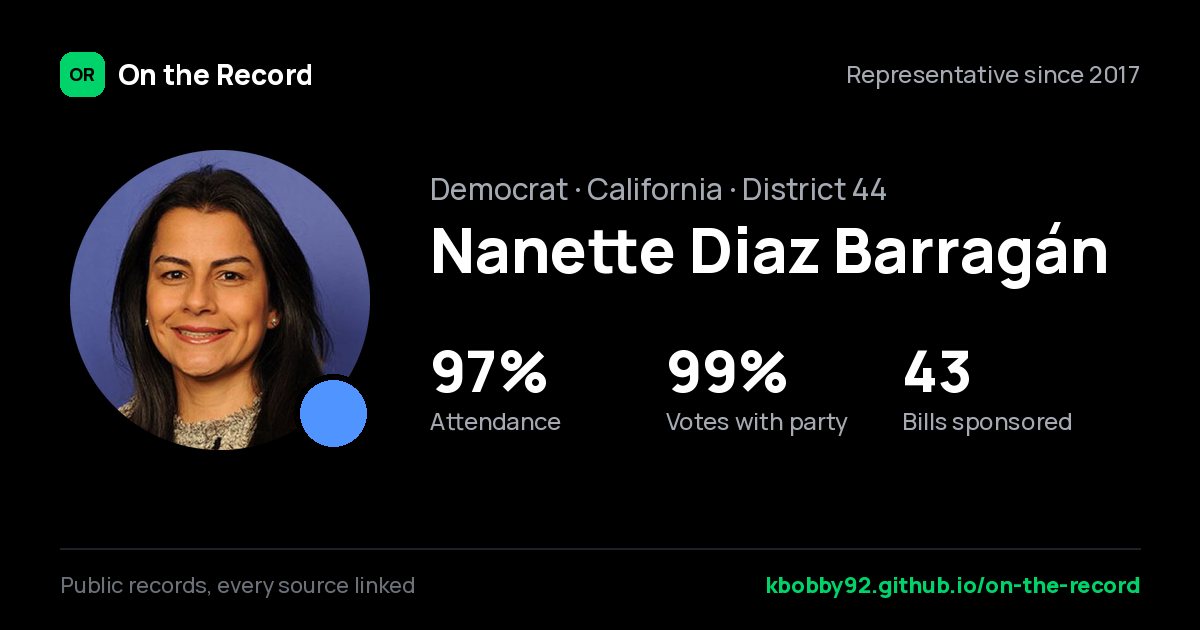 OR On the Record
Representative since 2017
Democrat · California · District 44
Nanette Diaz Barragán
97% 99% 43
Attendance Votes with party Bills sponsored
Public records, every source linked
kbobby92.github.io/on-the-record